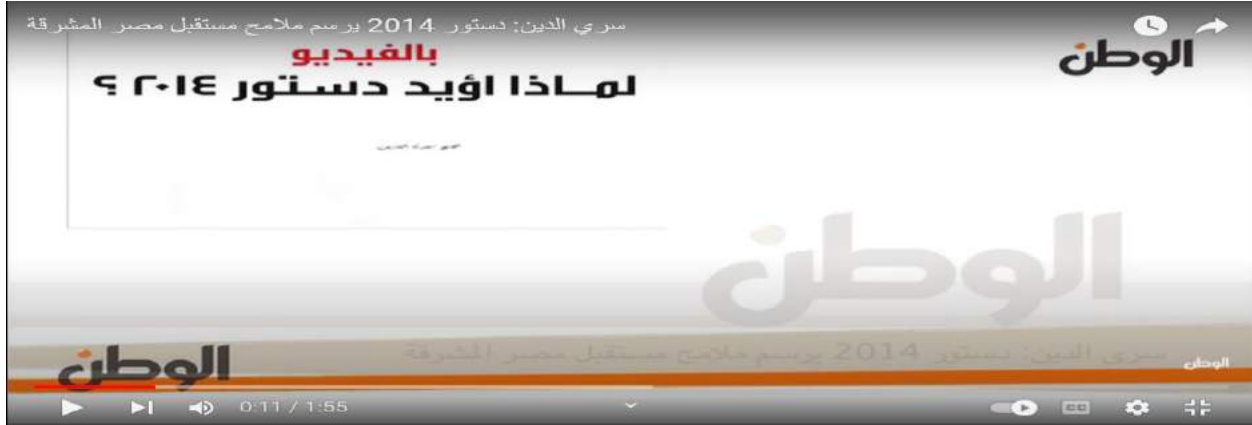 سري الدين: دستور 2014 يرسم ملامح مستقبل مصر المشرقة
الوطن
بالفيديو
لمـاذا اؤيد دستور ٢٠١٤ ؟
الوطن
سري الدين: دستور 2014 يرسم ملامح مستقبل مصر المشرقة
الوطن
الوطن
0:11 / 1:55
CC